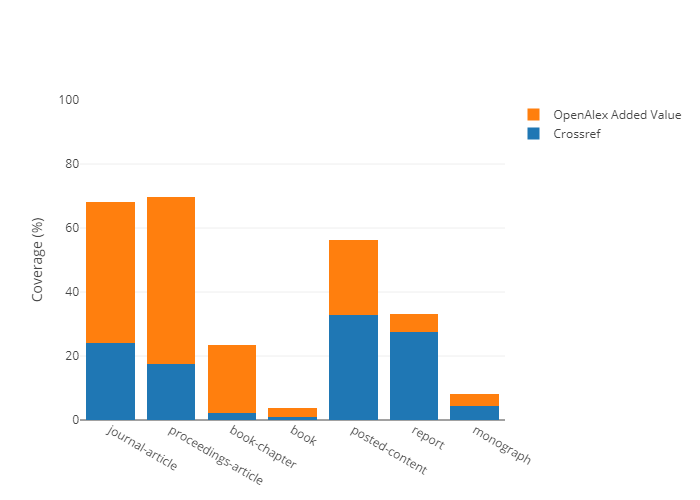 100
80
60
40
20
0
Coverage (%)
journal-article
proceedings-article
book-chapter
book
posted-content
report
monograph
OpenAlex Added Value
Crossref